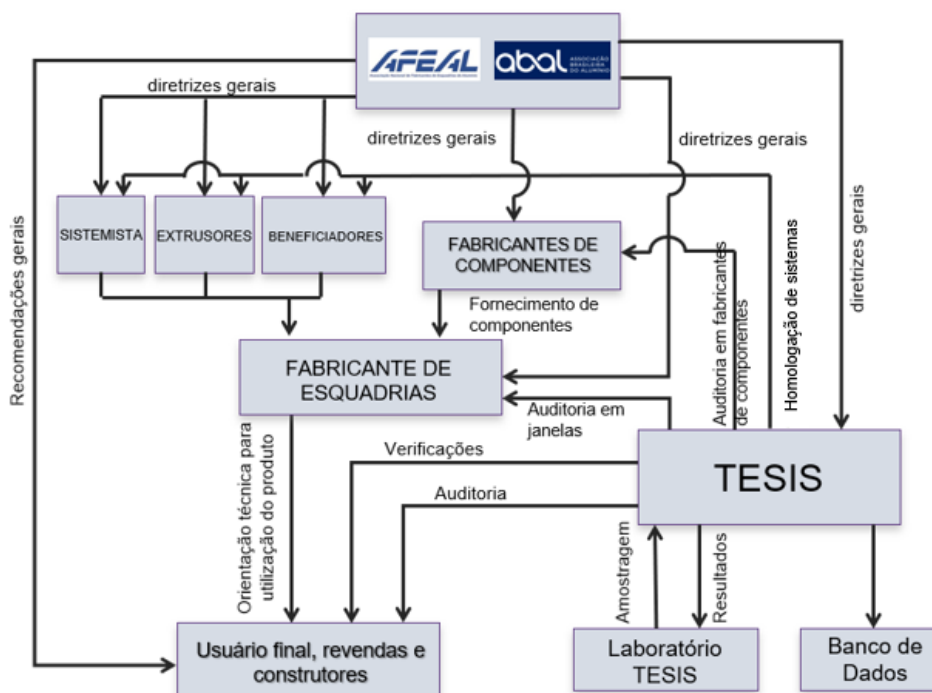 AFEAL
abal
ASSOCIAÇÃO
BRASILEIRA
DO ALUMÍNIO
diretrizes gerais
diretrizes gerais
diretrizes gerais
diretrizes gerais
Recomendações gerais
SISTEMISTA
EXTRUSORES
BENEFICIADORES
FABRICANTES DE
COMPONENTES
Fornecimento de
componentes
Auditoria em fabricantes
de componentes
Homologação de sistemas
FABRICANTE DE
ESQUADRIAS
Auditoria em
janelas
TESIS
Verificações
Auditoria
Orientação técnica para
utilização do produto
Amostragem
Resultados
Usuário final, revendas e
construtores
Laboratório
TESIS
Banco de
Dados